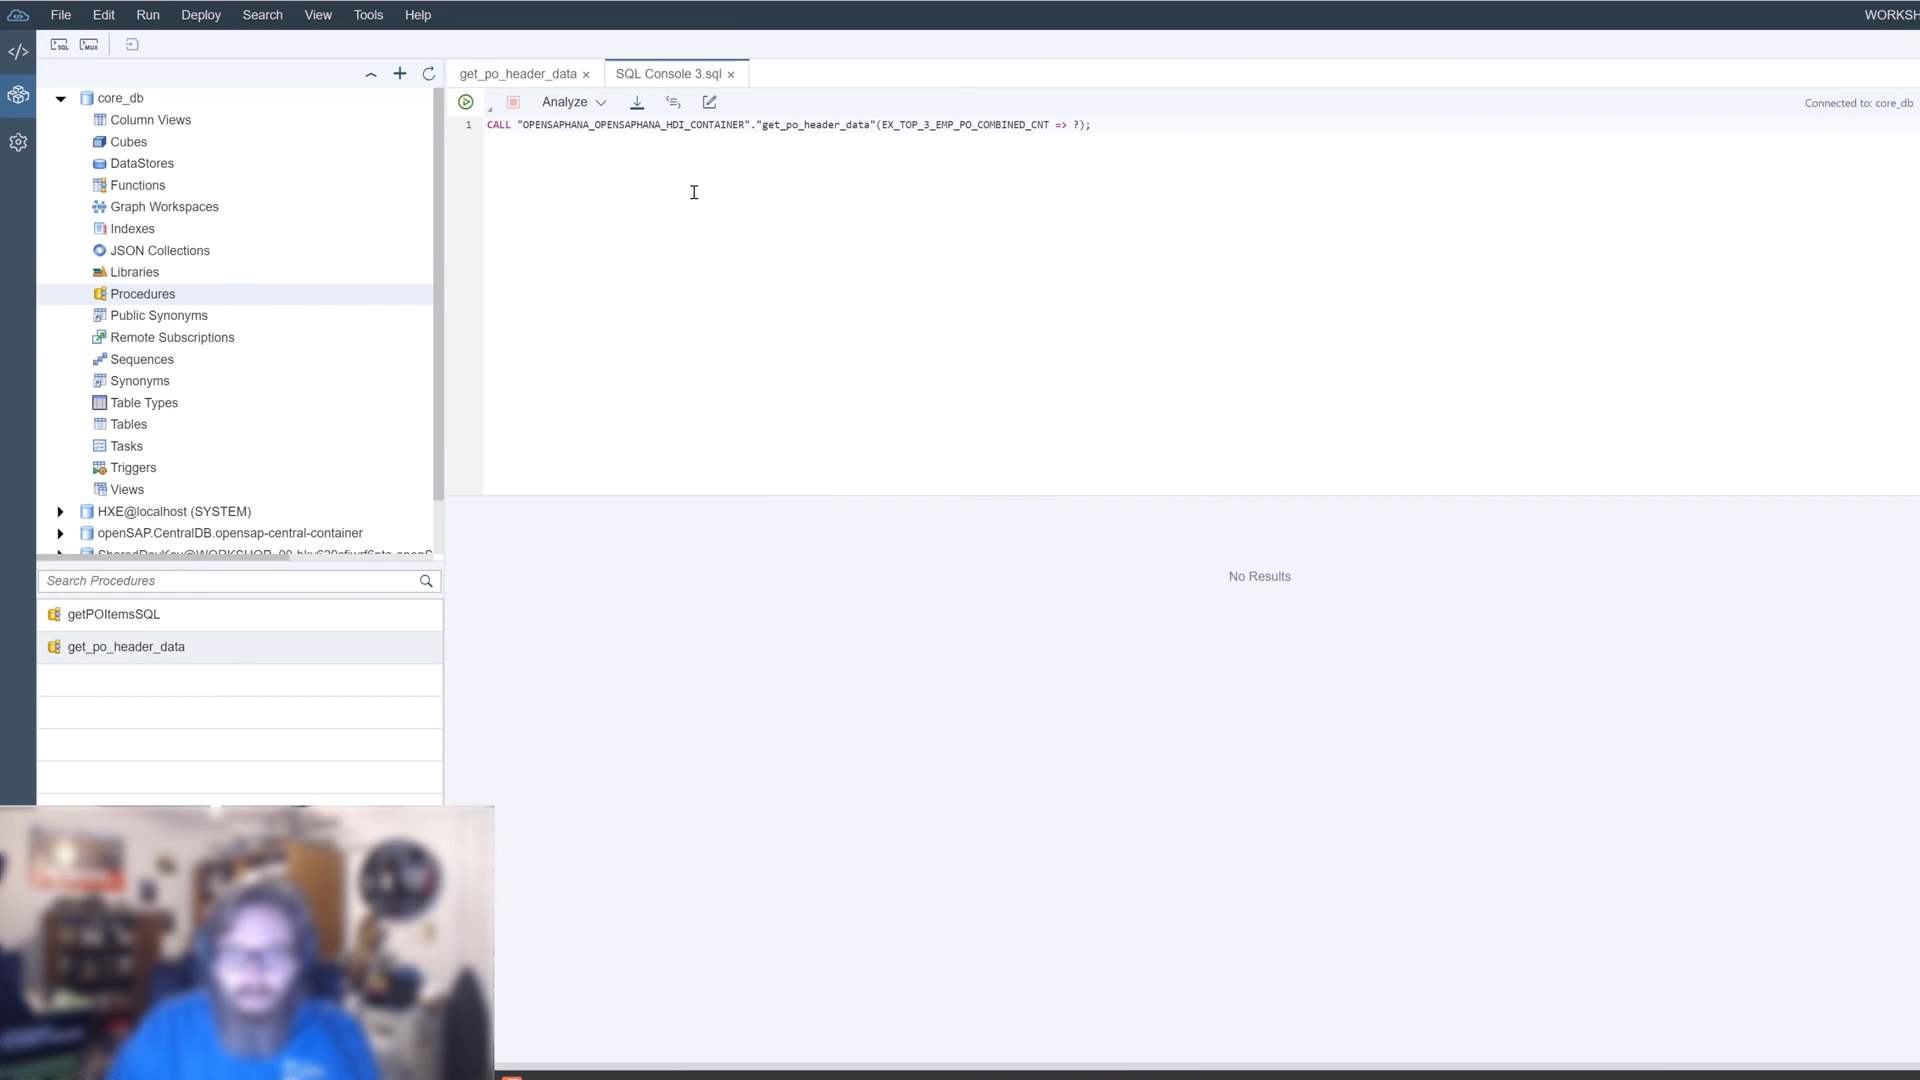 File Edit Run Deploy Search View Tools Help
WORKSH
SQL MDX
get_po_header_data × SQL Console 3.sql ×
Analyze
Connected to: core_db
1 CALL "OPENSAPHANA_OPENSAPHANA_HDI_CONTAINER"."get_po_header_data"(EX_TOP_3_EMP_PO_COMBINED_CNT => ?);
core_db
Column Views
Cubes
DataStores
Functions
Graph Workspaces
Indexes
JSON Collections
Libraries
Procedures
Public Synonyms
Remote Subscriptions
Sequences
Synonyms
Table Types
Tables
Tasks
Triggers
Views
HXE@localhost (SYSTEM)
openSAP.CentralDB.opensap-central-container
Search Procedures
getPOItemsSQL
get_po_header_data
No Results